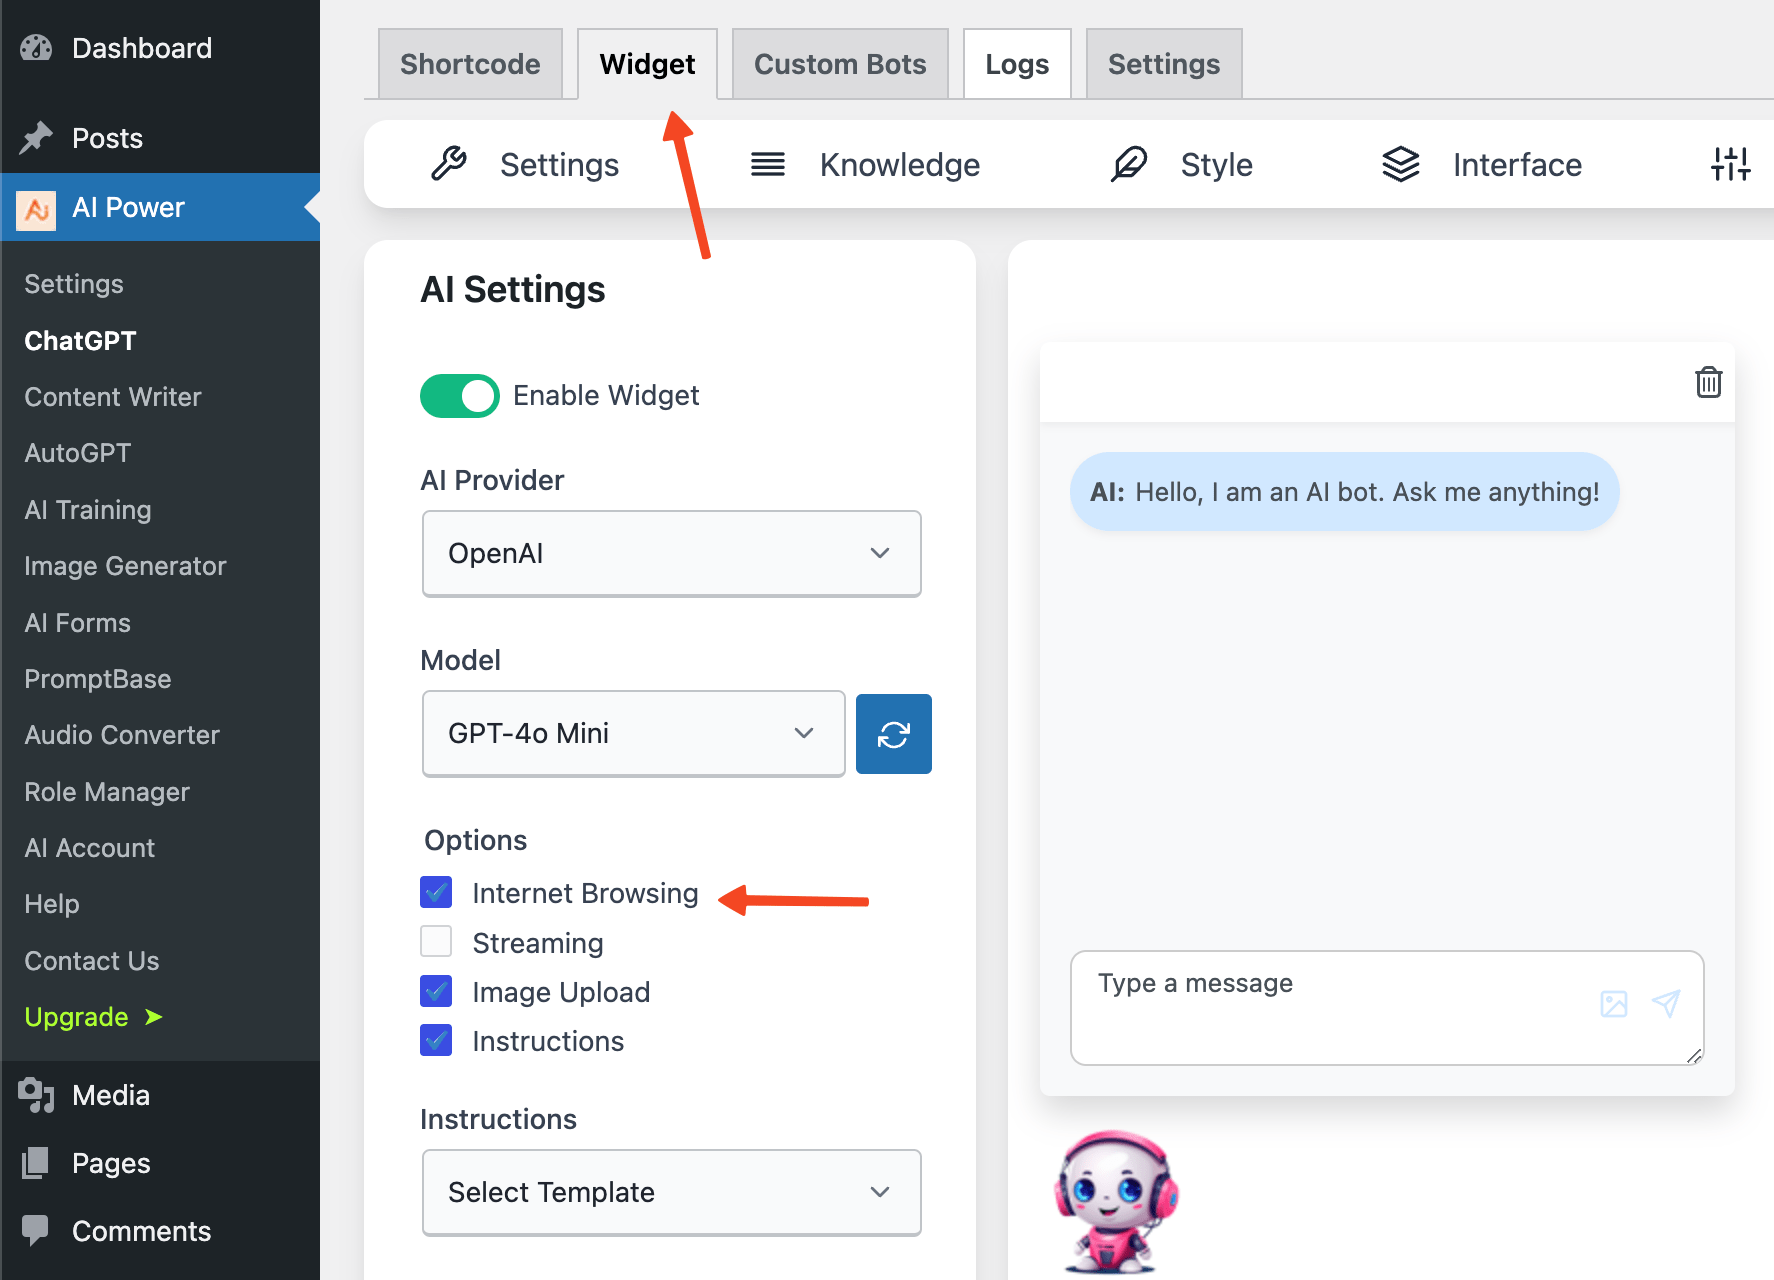 Dashboard
Posts
AI Power
Settings
ChatGPT
Content Writer
AutoGPT
AI Training
Image Generator
AI Forms
PromptBase
Audio Converter
Role Manager
AI Account
Help
Contact Us
Upgrade ➤
Media
Pages
Comments
Shortcode
Widget
Custom Bots
Logs
Settings
Settings
Knowledge
Style
Interface
AI Settings
Enable Widget
AI Provider
OpenAI
Model
GPT-4o Mini
Options
Internet Browsing
Streaming
Image Upload
Instructions
Instructions
Select Template
AI: Hello, I am an AI bot. Ask me anything!
Type a message